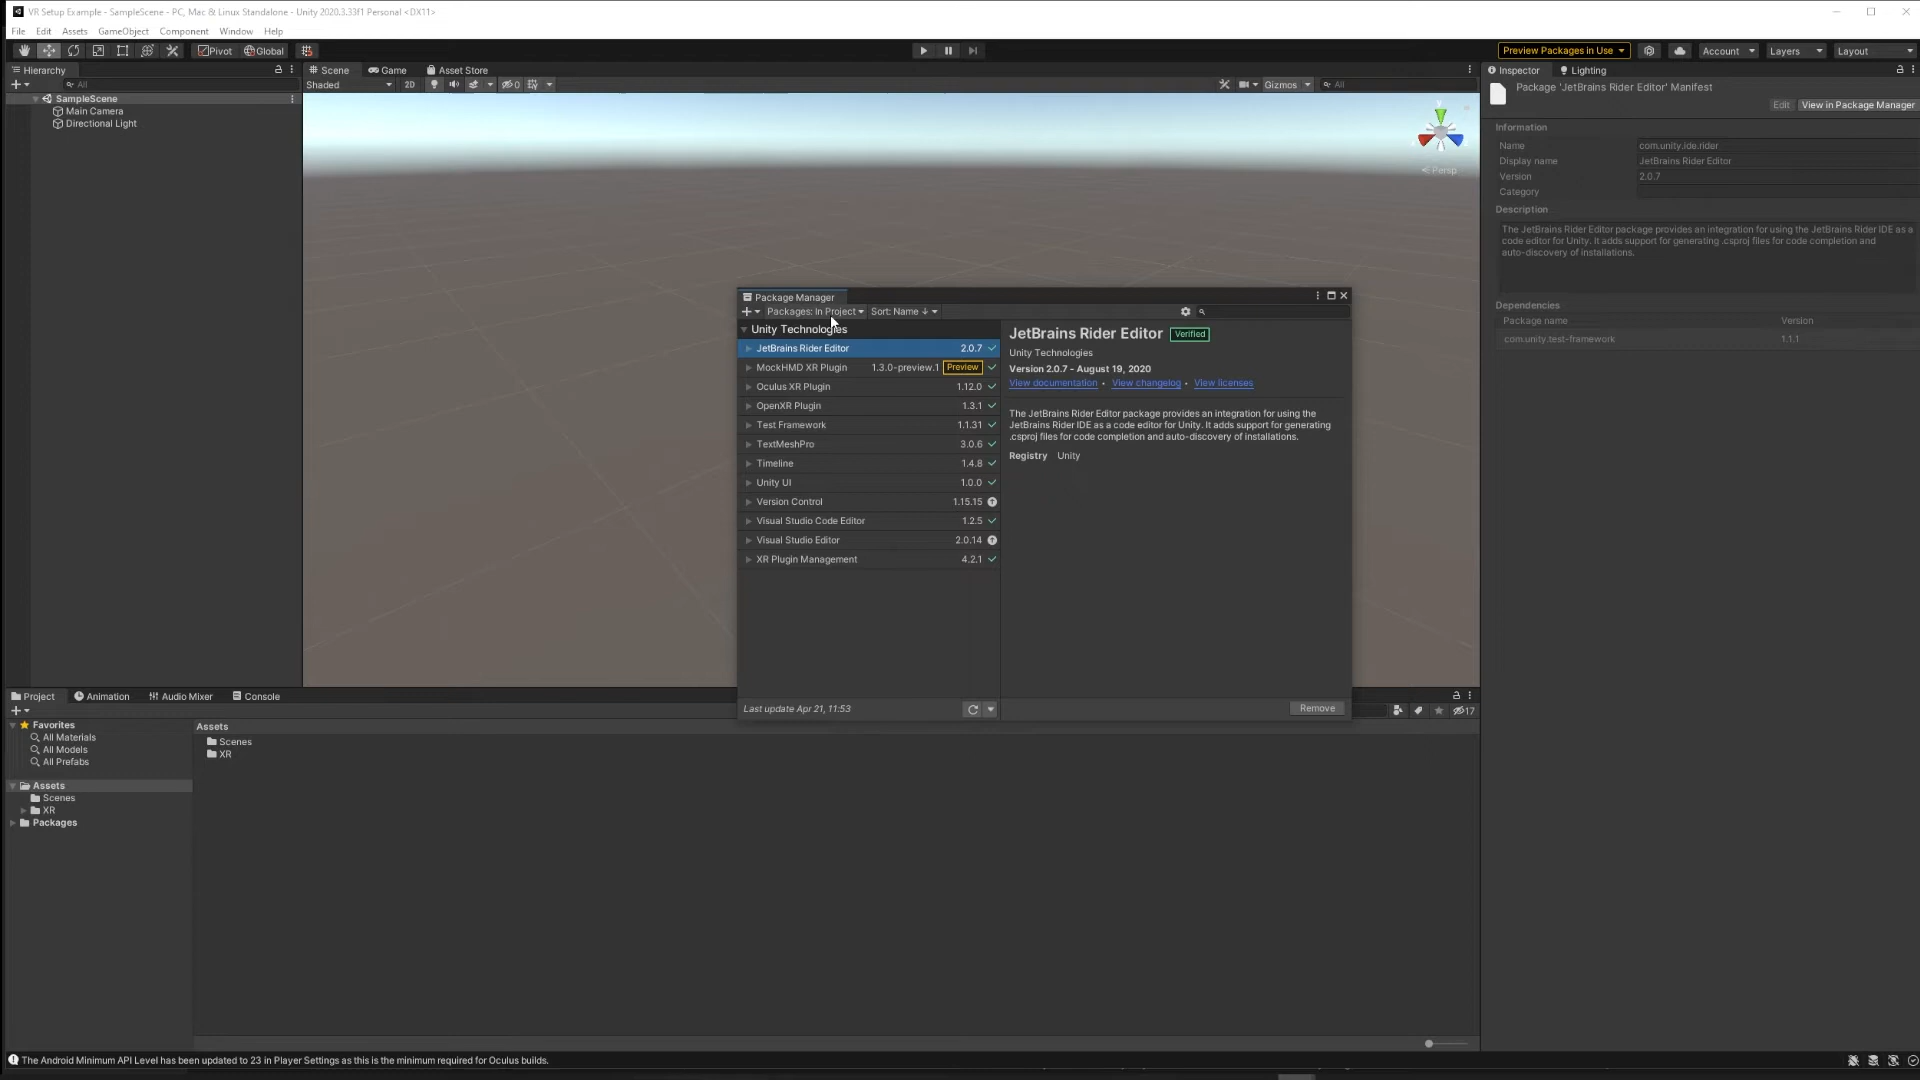 VR Setup Example - SampleScene - PC, Mac & Linux Standalone - Unity 2020.3.33f1 Personal <DX11>
File Edit Assets GameObject Component Window Help
Pivot Global Preview Packages in Use Account Layers Layout
Hierarchy
All
SampleScene
Main Camera
Directional Light
Scene Game Asset Store
Shaded 2D 0 Gizmos All
y
< Persp
Package Manager
Packages: In Project Sort: Name ↓
Unity Technologies
JetBrains Rider Editor 2.0.7
MockHMD XR Plugin 1.3.0-preview.1 Preview
Oculus XR Plugin 1.12.0
OpenXR Plugin 1.3.1
Test Framework 1.1.31
TextMeshPro 3.0.6
Timeline 1.4.8
Unity UI 1.0.0
Version Control 1.15.15
Visual Studio Code Editor 1.2.5
Visual Studio Editor 2.0.14
XR Plugin Management 4.2.1
Last update Apr 21, 11:53
JetBrains Rider Editor Verified
Unity Technologies
Version 2.0.7 - August 19, 2020
View documentation • View changelog • View licenses
The JetBrains Rider Editor package provides an integration for using the
JetBrains Rider IDE as a code editor for Unity. It adds support for generating
.csproj files for code completion and auto-discovery of installations.
Registry Unity
Remove
Inspector Lighting
Package 'JetBrains Rider Editor' Manifest
Edit View in Package Manager
Information
Name com.unity.ide.rider
Display name JetBrains Rider Editor
Version 2.0.7
Category
Description
The JetBrains Rider Editor package provides an integration for using the JetBrains Rider IDE as a
code editor for Unity. It adds support for generating .csproj files for code completion and
auto-discovery of installations.
Dependencies
Package name Version
com.unity.test-framework 1.1.1
Project Animation Audio Mixer Console
17
Favorites
All Materials
All Models
All Prefabs
Assets
Scenes
XR
Packages
Assets
Scenes
XR
The Android Minimum API Level has been updated to 23 in Player Settings as this is the minimum required for Oculus builds.